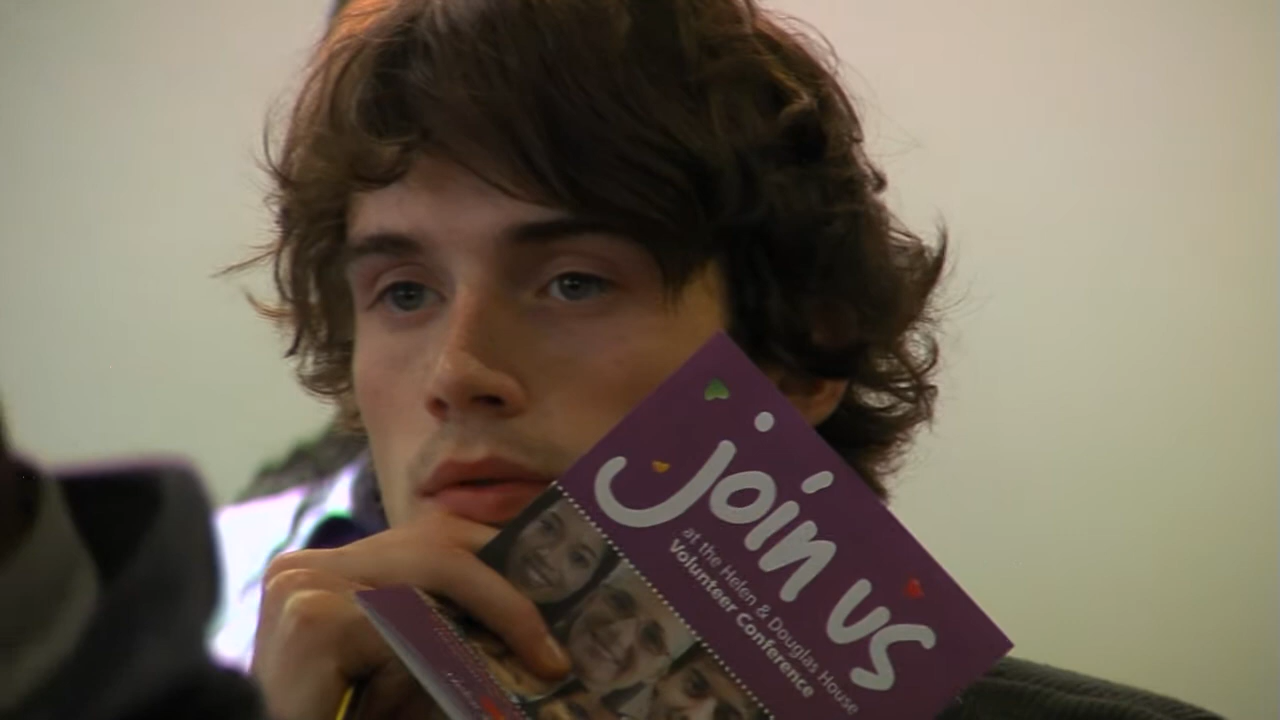 join us
at the Helen & Douglas House
Volunteer Conference